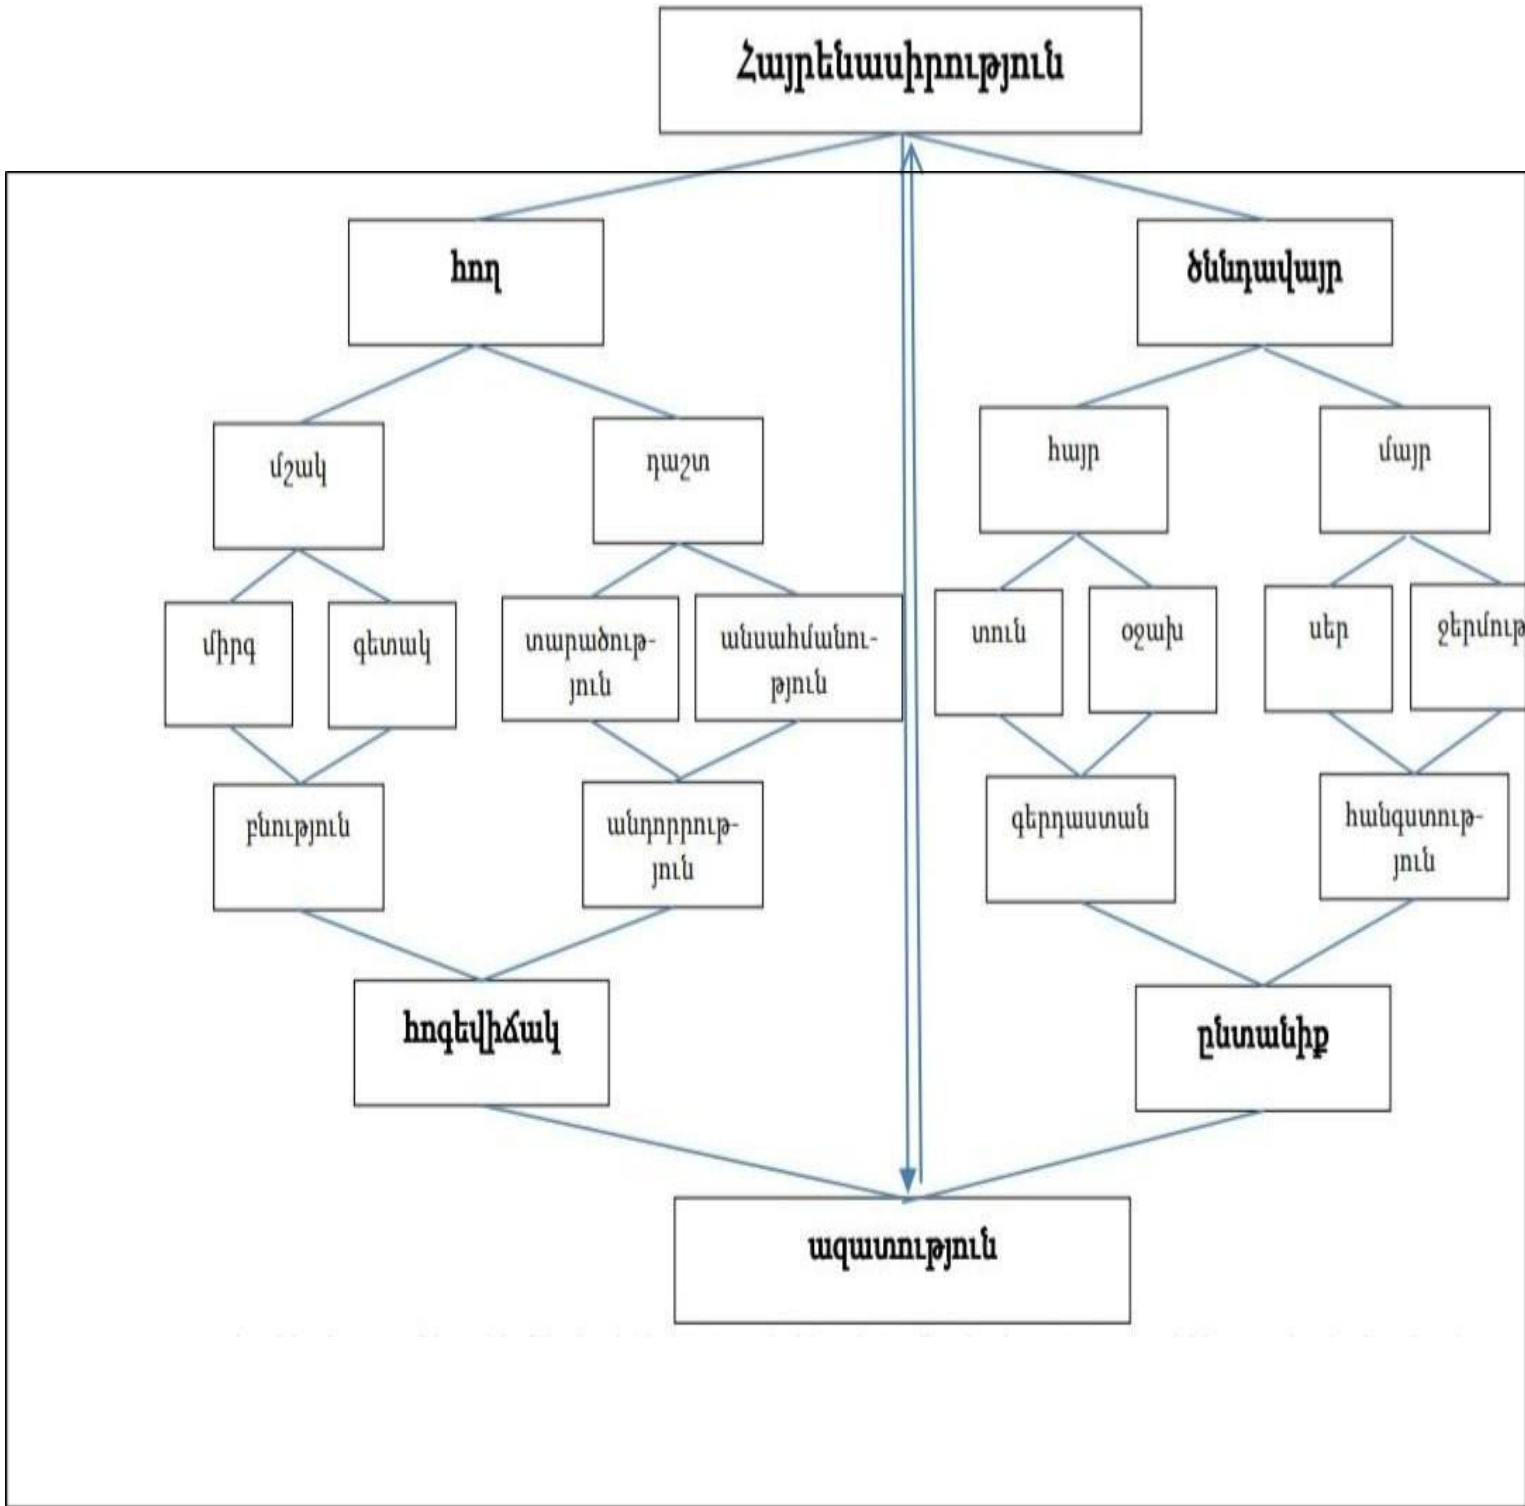 Հայրենասիրություն
հող
ծննդավայր
մշակ
դաշտ
հայր
մայր
միրգ
գետակ
տարածութ-
յուն
անսահմանու-
թյուն
տուն
օջախ
սեր
ջերմութ
բնություն
անդորրութ-
յուն
գերդաստան
հանգստութ-
յուն
հոգեվիճակ
ընտանիք
ազատություն